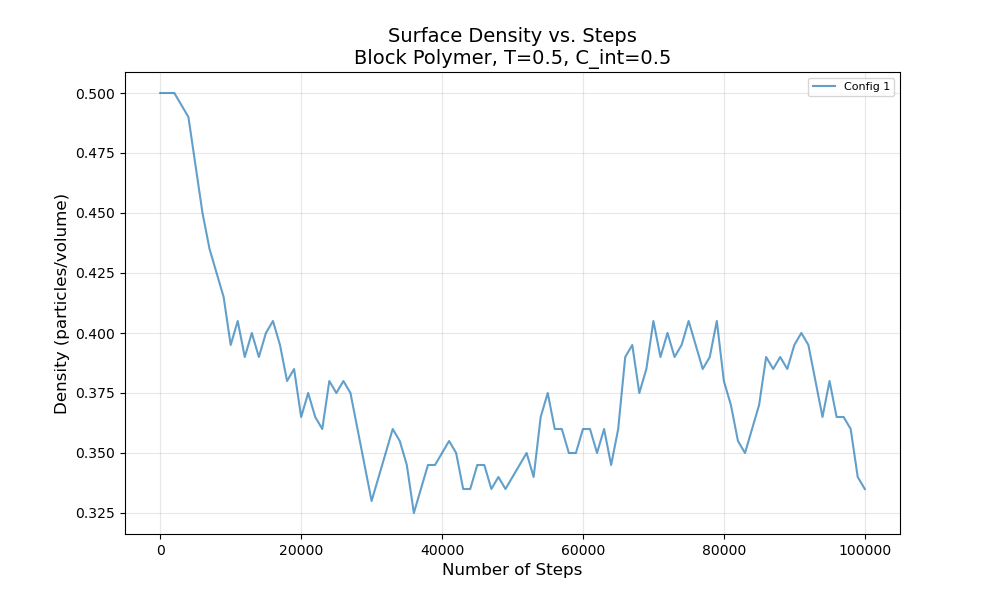 Surface Density vs. Steps
Block Polymer, T=0.5, C_int=0.5
Config 1
Density (particles/volume)
0.500
0.475
0.450
0.425
0.400
0.375
0.350
0.325
0 20000 40000 60000 80000 100000
Number of Steps